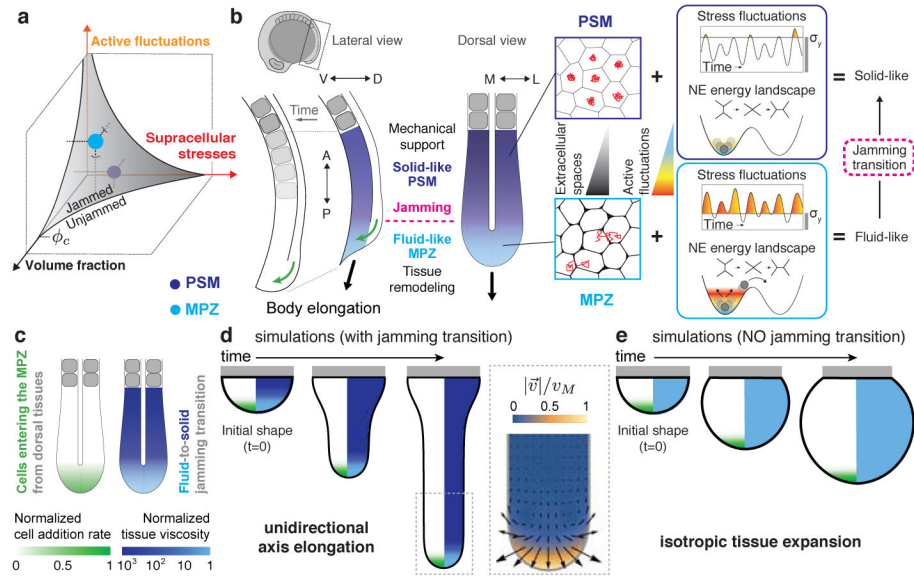 a
Active fluctuations
Supracellular
stresses
Jammed
Unjammed
ϕc
Volume fraction
PSM
MPZ
b
Lateral view
V
D
Time
A
P
Body elongation
Dorsal view
M
L
Mechanical
support
Solid-like
PSM
Jamming
Fluid-like
MPZ
Tissue
remodeling
PSM
Extracellular
spaces
Active
fluctuations
MPZ
+
+
Stress fluctuations
σy
Time
NE energy landscape
Stress fluctuations
σy
Time
NE energy landscape
= Solid-like
Jamming
transition
= Fluid-like
c
Cells entering the MPZ
from dorsal tissues
Fluid-to-solid
jamming transition
Normalized
cell addition rate
0 0.5 1
Normalized
tissue viscosity
10³ 10² 10 1
d
simulations (with jamming transition)
time
Initial shape
(t=0)
unidirectional
axis elongation
|v⃗|/vM
0 0.5 1
e
simulations (NO jamming transition)
time
Initial shape
(t=0)
isotropic tissue expansion